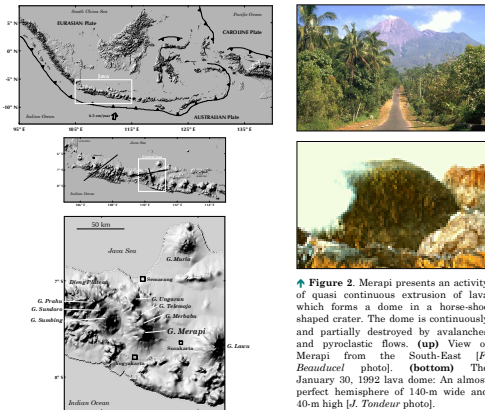 South China Sea
Pacific Ocean
EURASIAN Plate
CAROLINE Plate
5°
0°
-5°
Java
-10° N
Indian Ocean
6.5 cm/year
AUSTRALIAN Plate
95° E
105° E
115° E
125° E
135° E
Java Sea
Indian Ocean
50 km
Java Sea
G. Muria
7° S
Semarang
Dieng Plateau
G. Ungaran
G. Prahu
G. Telemojo
G. Sundoro
G. Merbabu
G. Sumbing
G. Merapi
Surakarta
G. Lawu
Yogyakarta
8° S
Indian Ocean
Figure 2. Merapi presents an activity
of quasi continuous extrusion of lava
which forms a dome in a horse-shoe
shaped crater. The dome is continuously
and partially destroyed by avalanches
and pyroclastic flows. (up) View of
Merapi from the South-East [F.
Beauducel photo]. (bottom) The
January 30, 1992 lava dome: An almost
perfect hemisphere of 140-m wide and
40-m high [J. Tondeur photo].